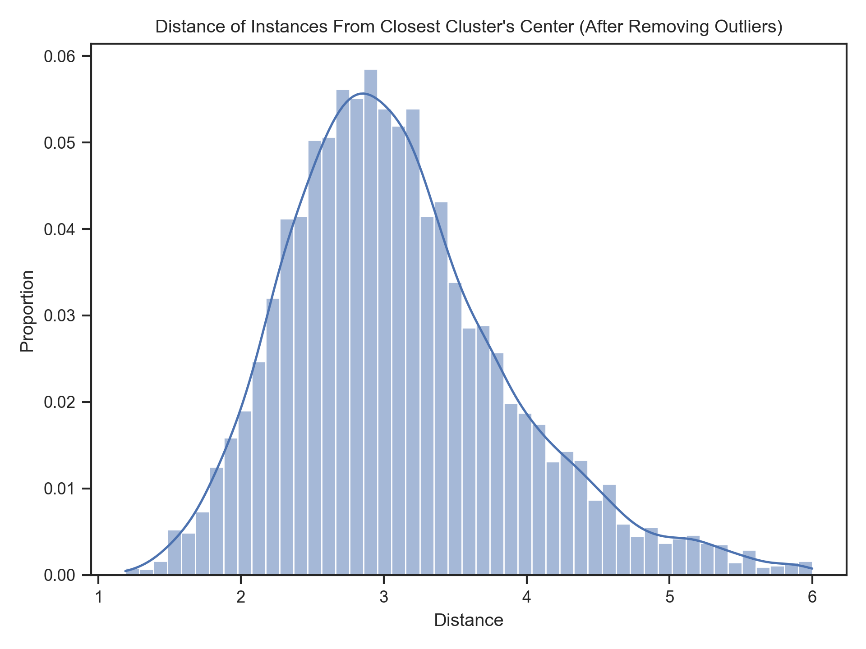 Distance of Instances From Closest Cluster's Center (After Removing Outliers)
0.06
0.05
0.04
0.03
0.02
0.01
0.00
Proportion
1 2 3 4 5 6
Distance